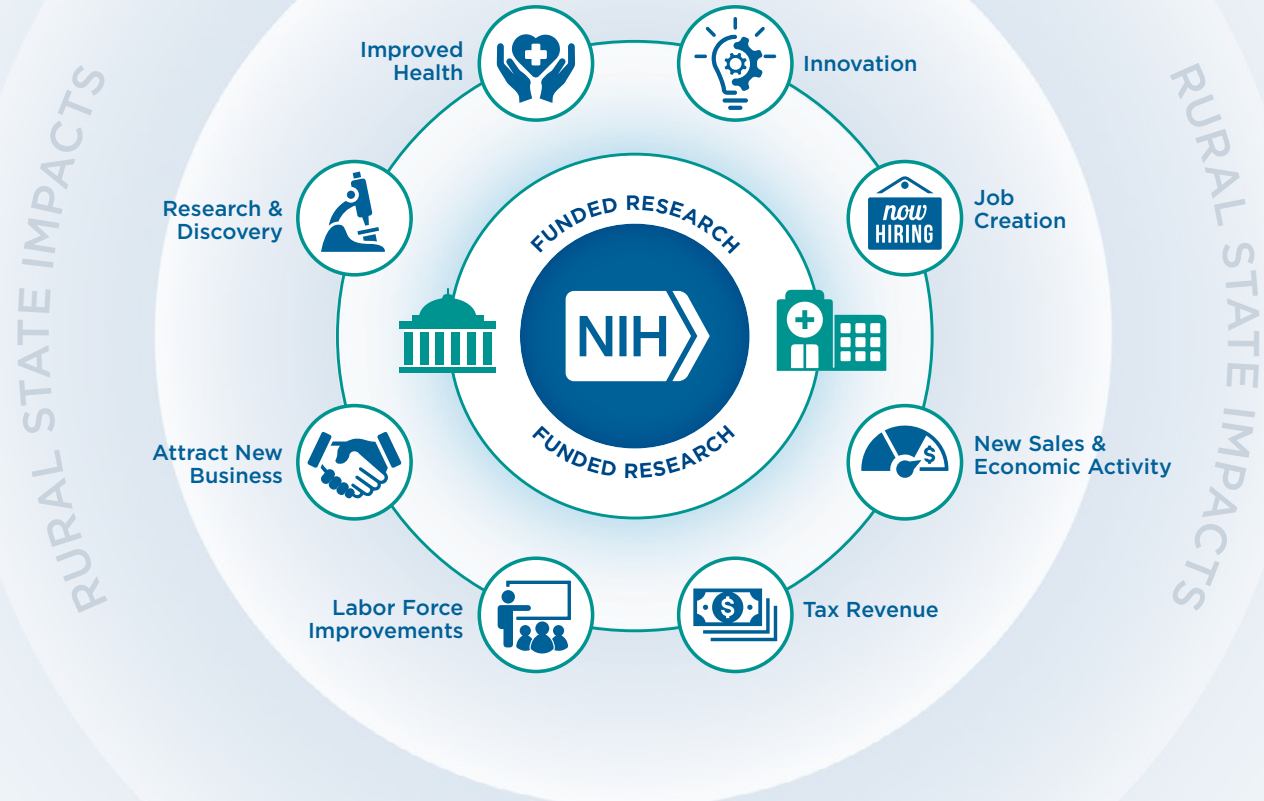 RURAL STATE IMPACTS
Improved
Health
Innovation
Research &
Discovery
Job
Creation
now
HIRING
FUNDED RESEARCH
NIH
FUNDED RESEARCH
Attract New
Business
New Sales &
Economic Activity
$
Labor Force
Improvements
$
Tax Revenue
RURAL STATE IMPACTS